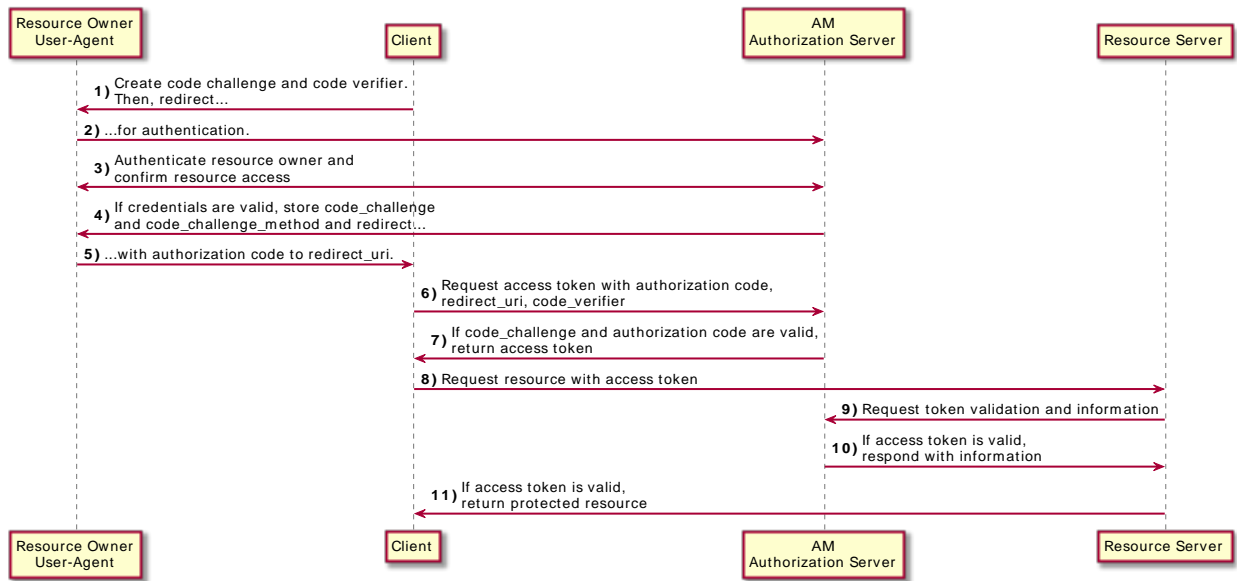 Resource Owner
User-Agent
Client
AM
Authorization Server
Resource Server
1) Create code challenge and code verifier.
Then, redirect...
2) ...for authentication.
3) Authenticate resource owner and
confirm resource access
4) If credentials are valid, store code_challenge
and code_challenge_method and redirect...
5) ...with authorization code to redirect_uri.
6) Request access token with authorization code,
redirect_uri, code_verifier
7) If code_challenge and authorization code are valid,
return access token
8) Request resource with access token
9) Request token validation and information
10) If access token is valid,
respond with information
11) If access token is valid,
return protected resource
Resource Owner
User-Agent
Client
AM
Authorization Server
Resource Server